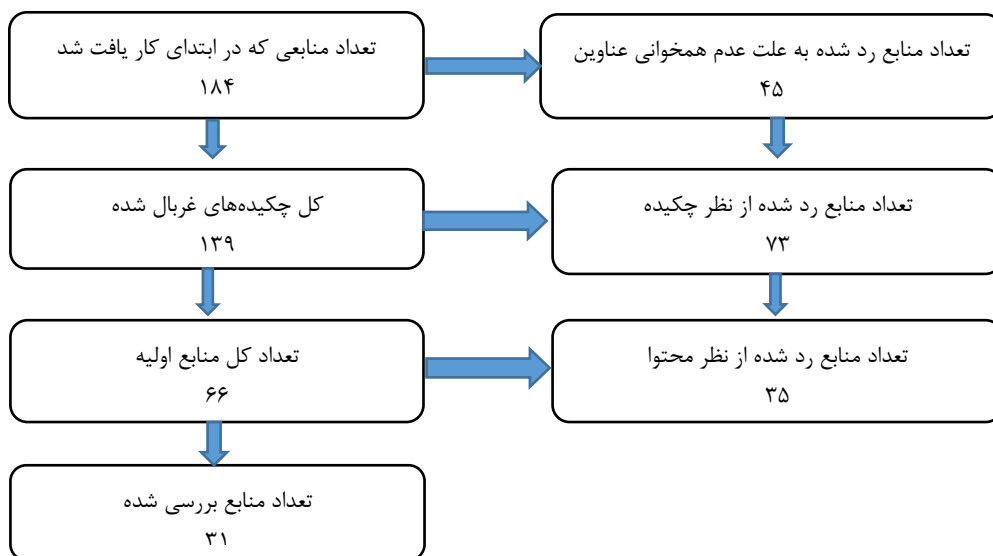 تعداد منابعی که در ابتدای کار یافت شد
۱۸۴
تعداد منابع رد شده به علت عدم همخوانی عناوین
۴۵
کل چکیده‌های غربال شده
۱۳۹
تعداد منابع رد شده از نظر چکیده
۷۳
تعداد کل منابع اولیه
۶۶
تعداد منابع رد شده از نظر محتوا
۳۵
تعداد منابع بررسی شده
۳۱